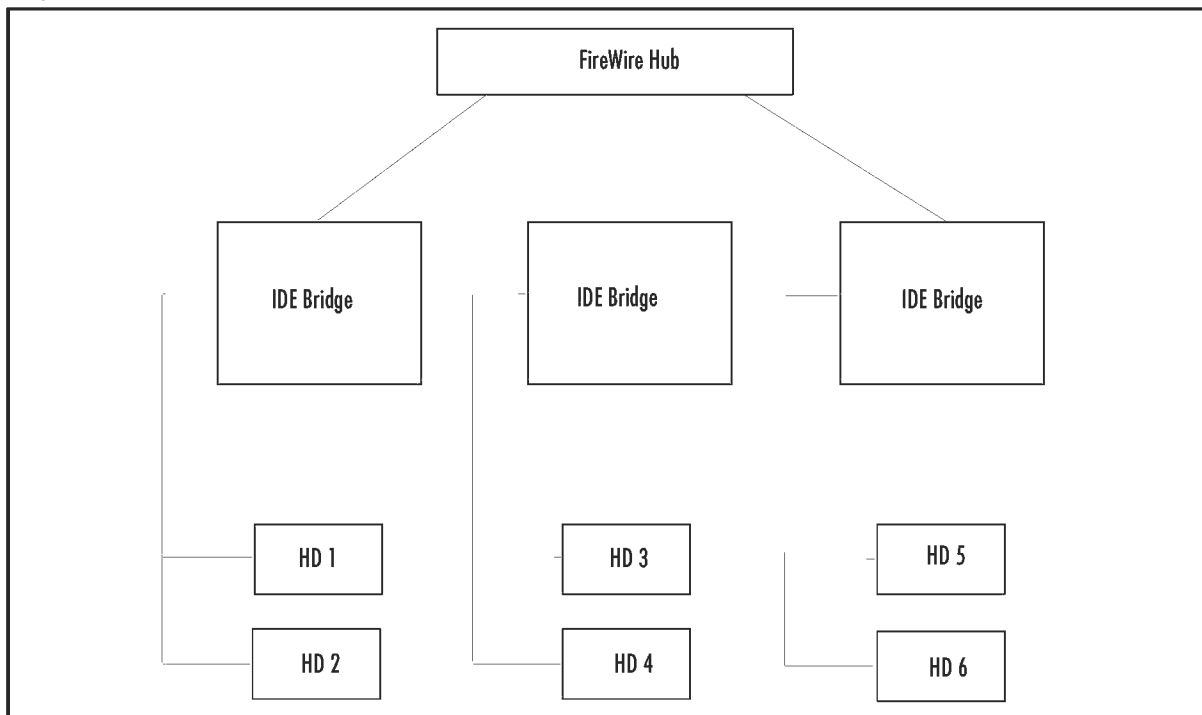 FireWire Hub
IDE Bridge
IDE Bridge
IDE Bridge
HD 1
HD 3
HD 5
HD 2
HD 4
HD 6